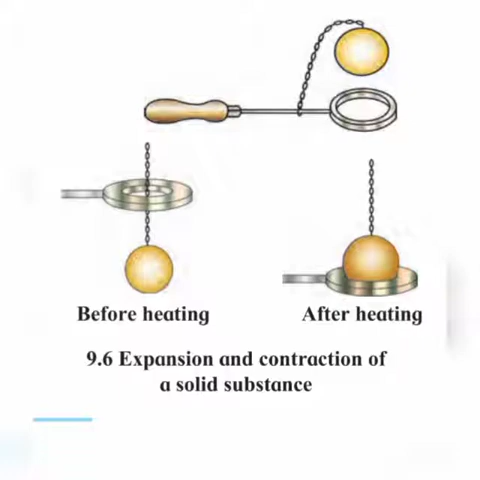 Before heating
After heating
9.6 Expansion and contraction of
a solid substance